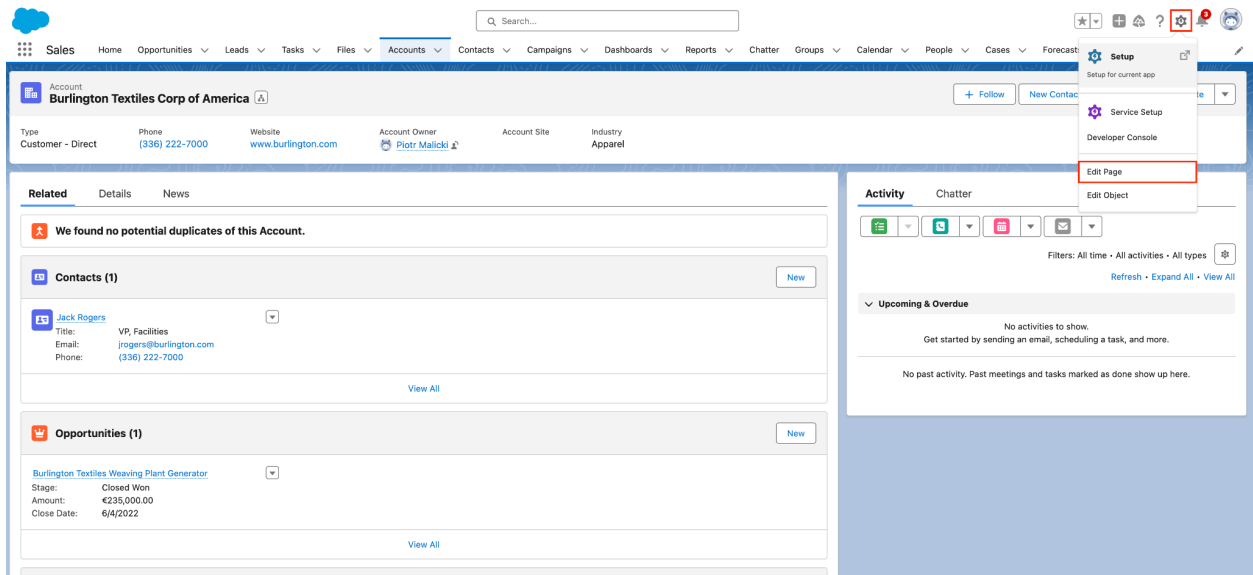 Search...
3
Sales Home Opportunities Leads Tasks Files Accounts Contacts Campaigns Dashboards Reports Chatter Groups Calendar People Cases Forecast
Setup
Setup for current app
Service Setup
Developer Console
Edit Page
Edit Object
Account
Burlington Textiles Corp of America
+ Follow New Contac te
Type Phone Website Account Owner Account Site Industry
Customer - Direct (336) 222-7000 www.burlington.com Piotr Malicki Apparel
Related Details News
We found no potential duplicates of this Account.
Contacts (1) New
Jack Rogers
Title: VP, Facilities
Email: jrogers@burlington.com
Phone: (336) 222-7000
View All
Opportunities (1) New
Burlington Textiles Weaving Plant Generator
Stage: Closed Won
Amount: €235,000.00
Close Date: 6/4/2022
View All
Activity Chatter
Filters: All time • All activities • All types
Refresh • Expand All • View All
Upcoming & Overdue
No activities to show.
Get started by sending an email, scheduling a task, and more.
No past activity. Past meetings and tasks marked as done show up here.